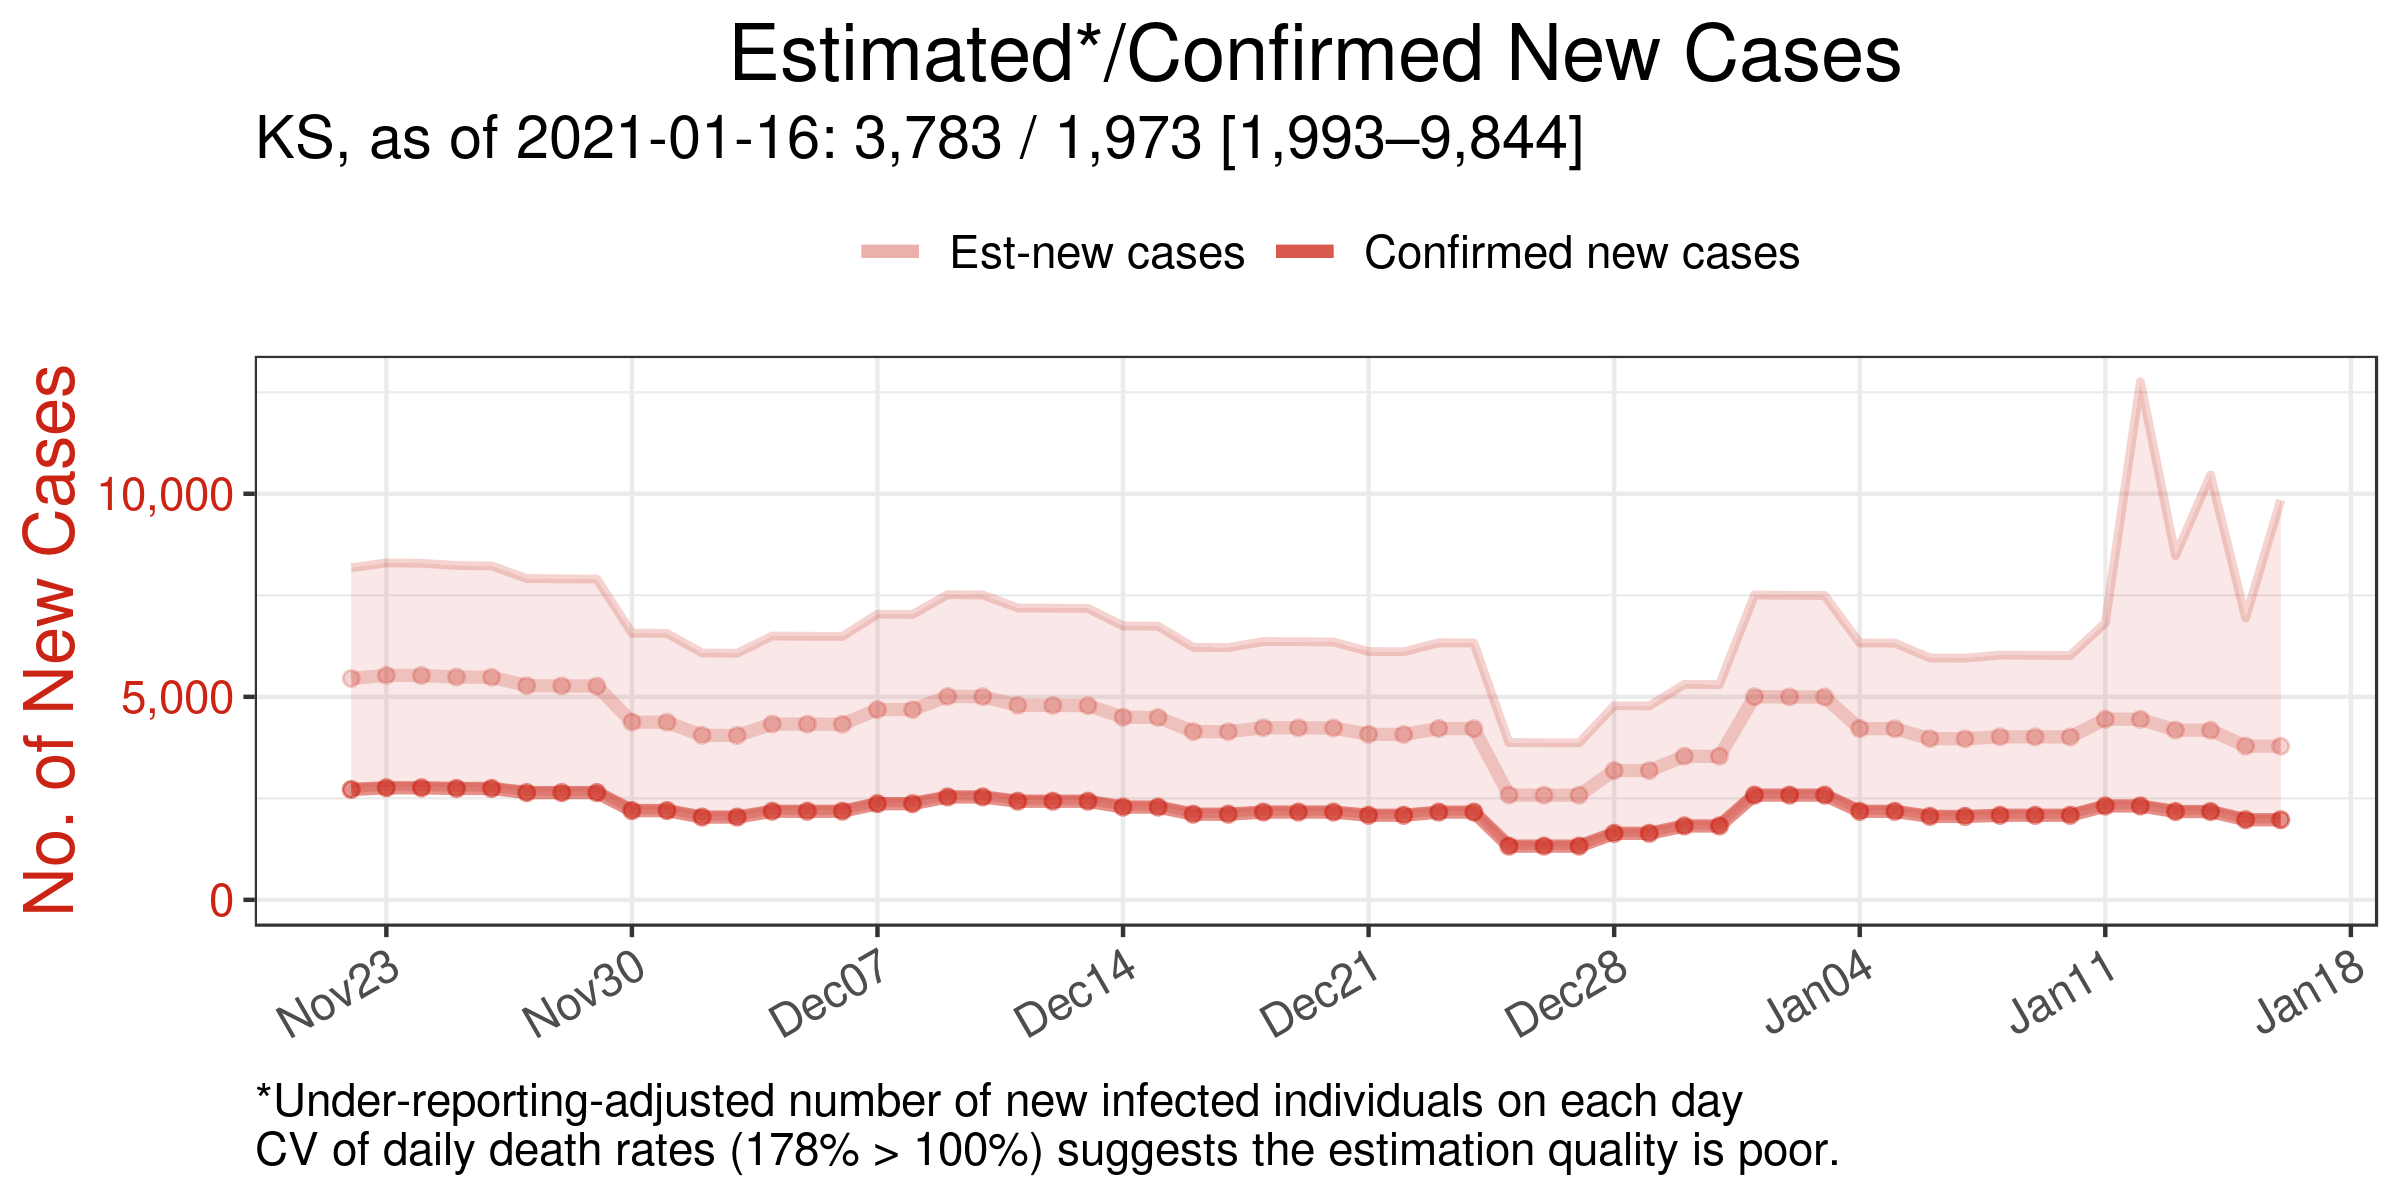 Estimated*/Confirmed New Cases
KS, as of 2021-01-16: 3,783 / 1,973 [1,993–9,844]
Est-new cases Confirmed new cases
No. of New Cases
10,000
5,000
0
Nov23 Nov30 Dec07 Dec14 Dec21 Dec28 Jan04 Jan11 Jan18
*Under-reporting-adjusted number of new infected individuals on each day
CV of daily death rates (178% > 100%) suggests the estimation quality is poor.